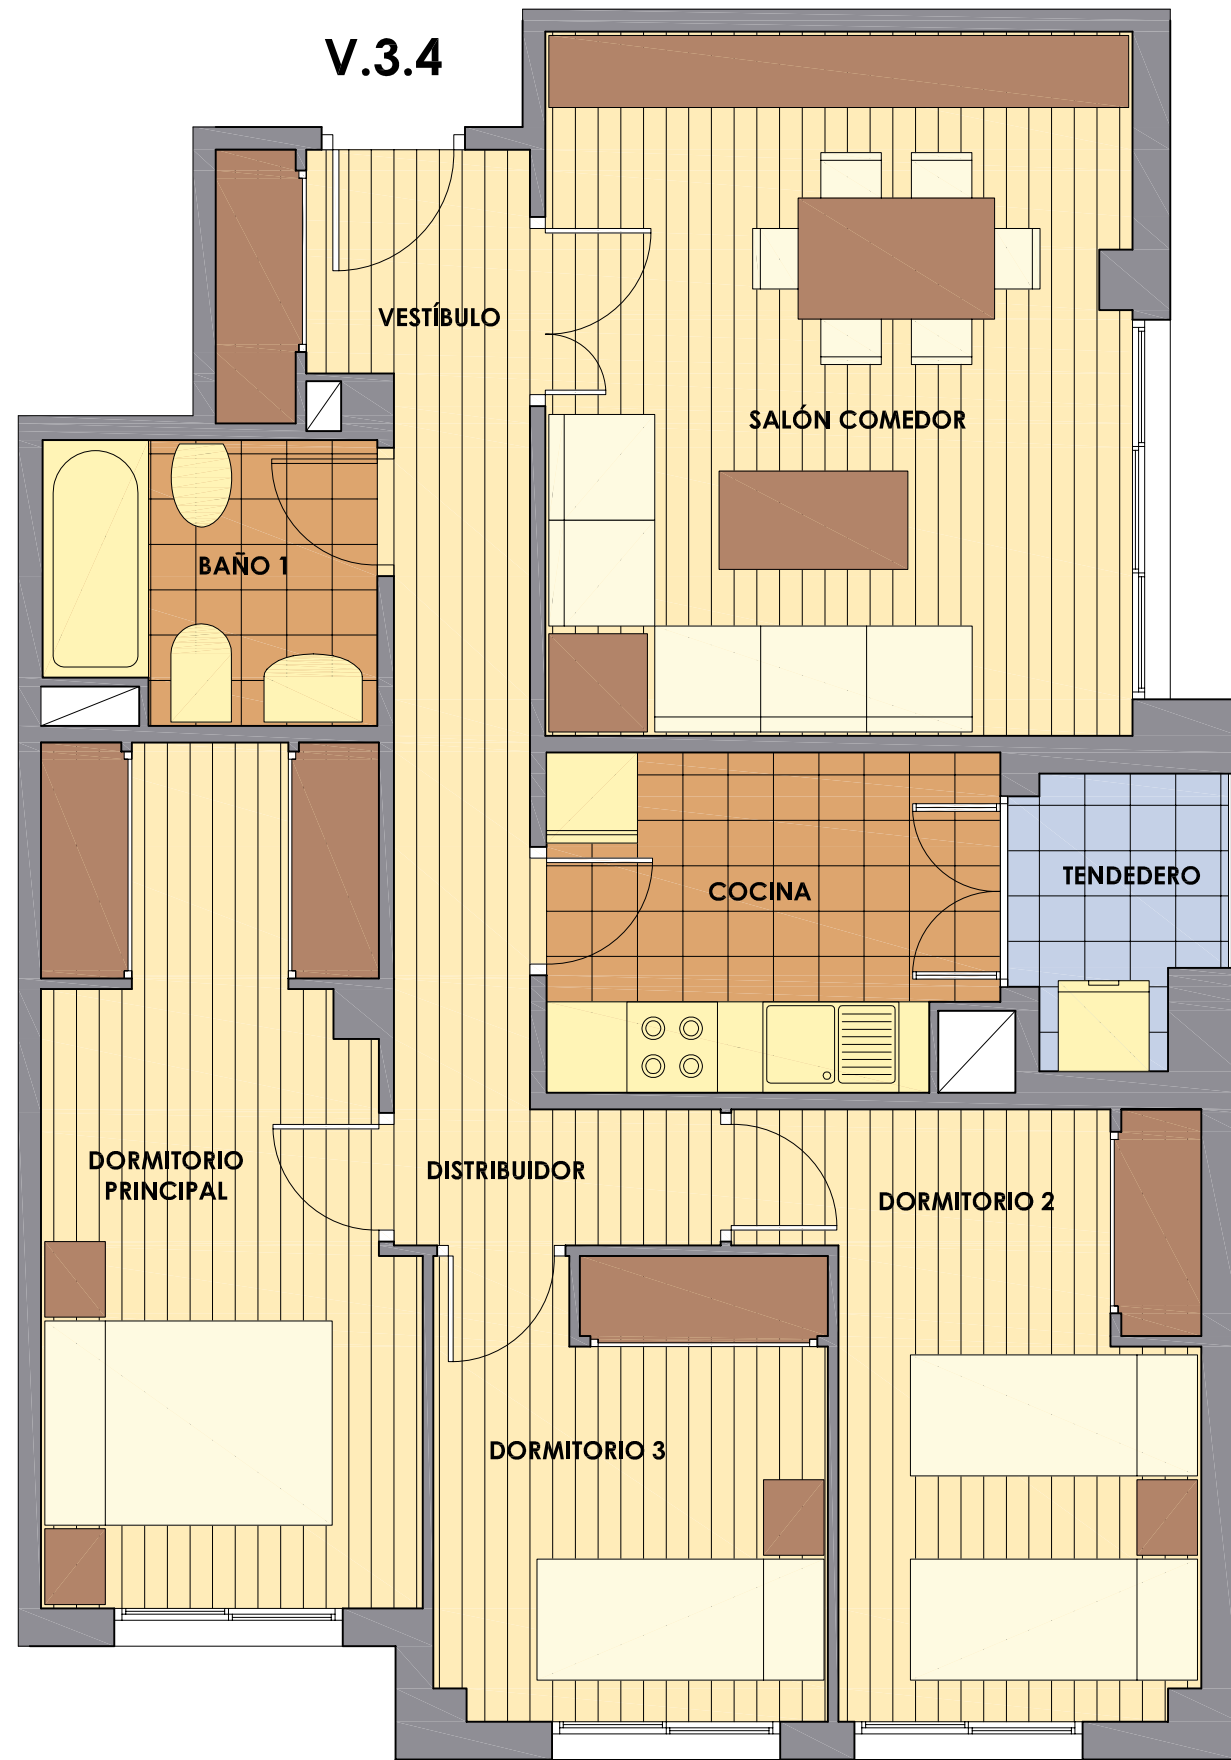 V.3.4
VESTÍBULO
SALÓN COMEDOR
BAÑO 1
COCINA
TENDEDERO
DORMITORIO
PRINCIPAL
DISTRIBUIDOR
DORMITORIO 2
DORMITORIO 3